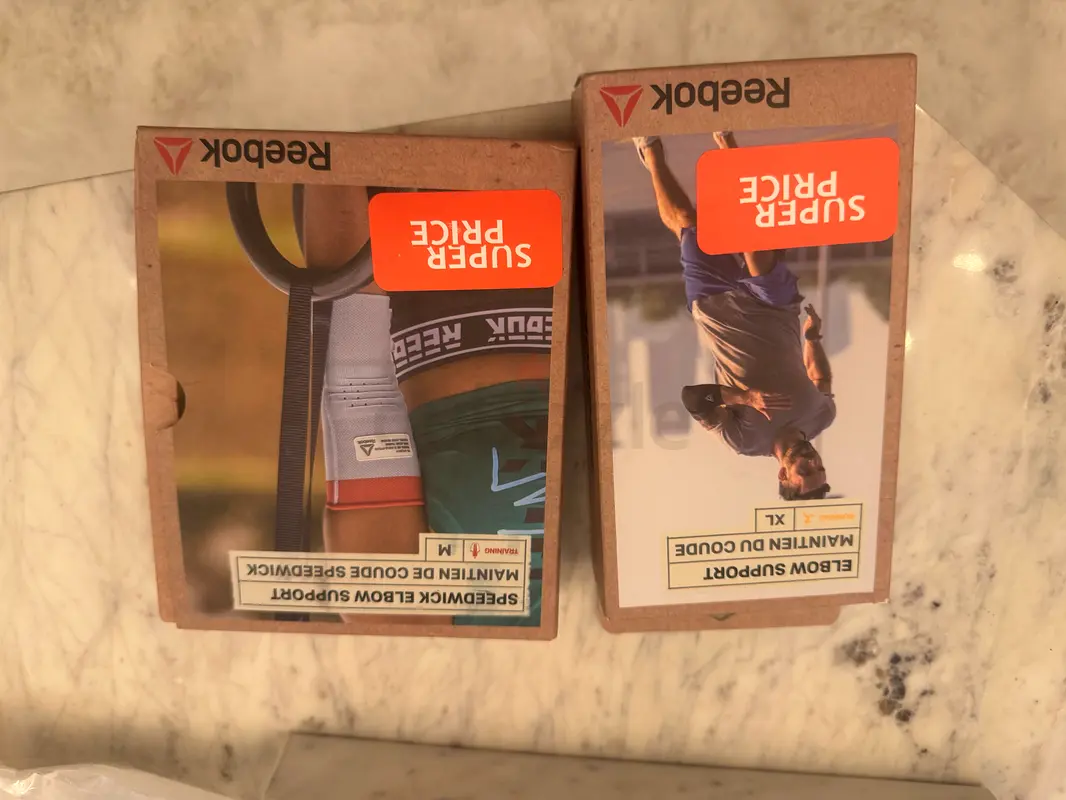 SPEEDWICK ELBOW SUPPORT
MAINTIEN DE COUDE SPEEDWICK
TRAINING
M
REEBOK
SUPER
PRICE
Reebok
ELBOW SUPPORT
MAINTIEN DU COUDE
RUNNING
XL
SUPER
PRICE
Reebok